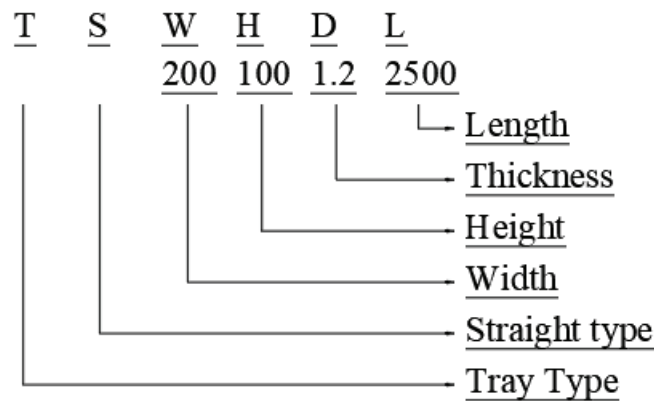 T S W H D L
200 100 1.2 2500
Length
Thickness
Height
Width
Straight type
Tray Type